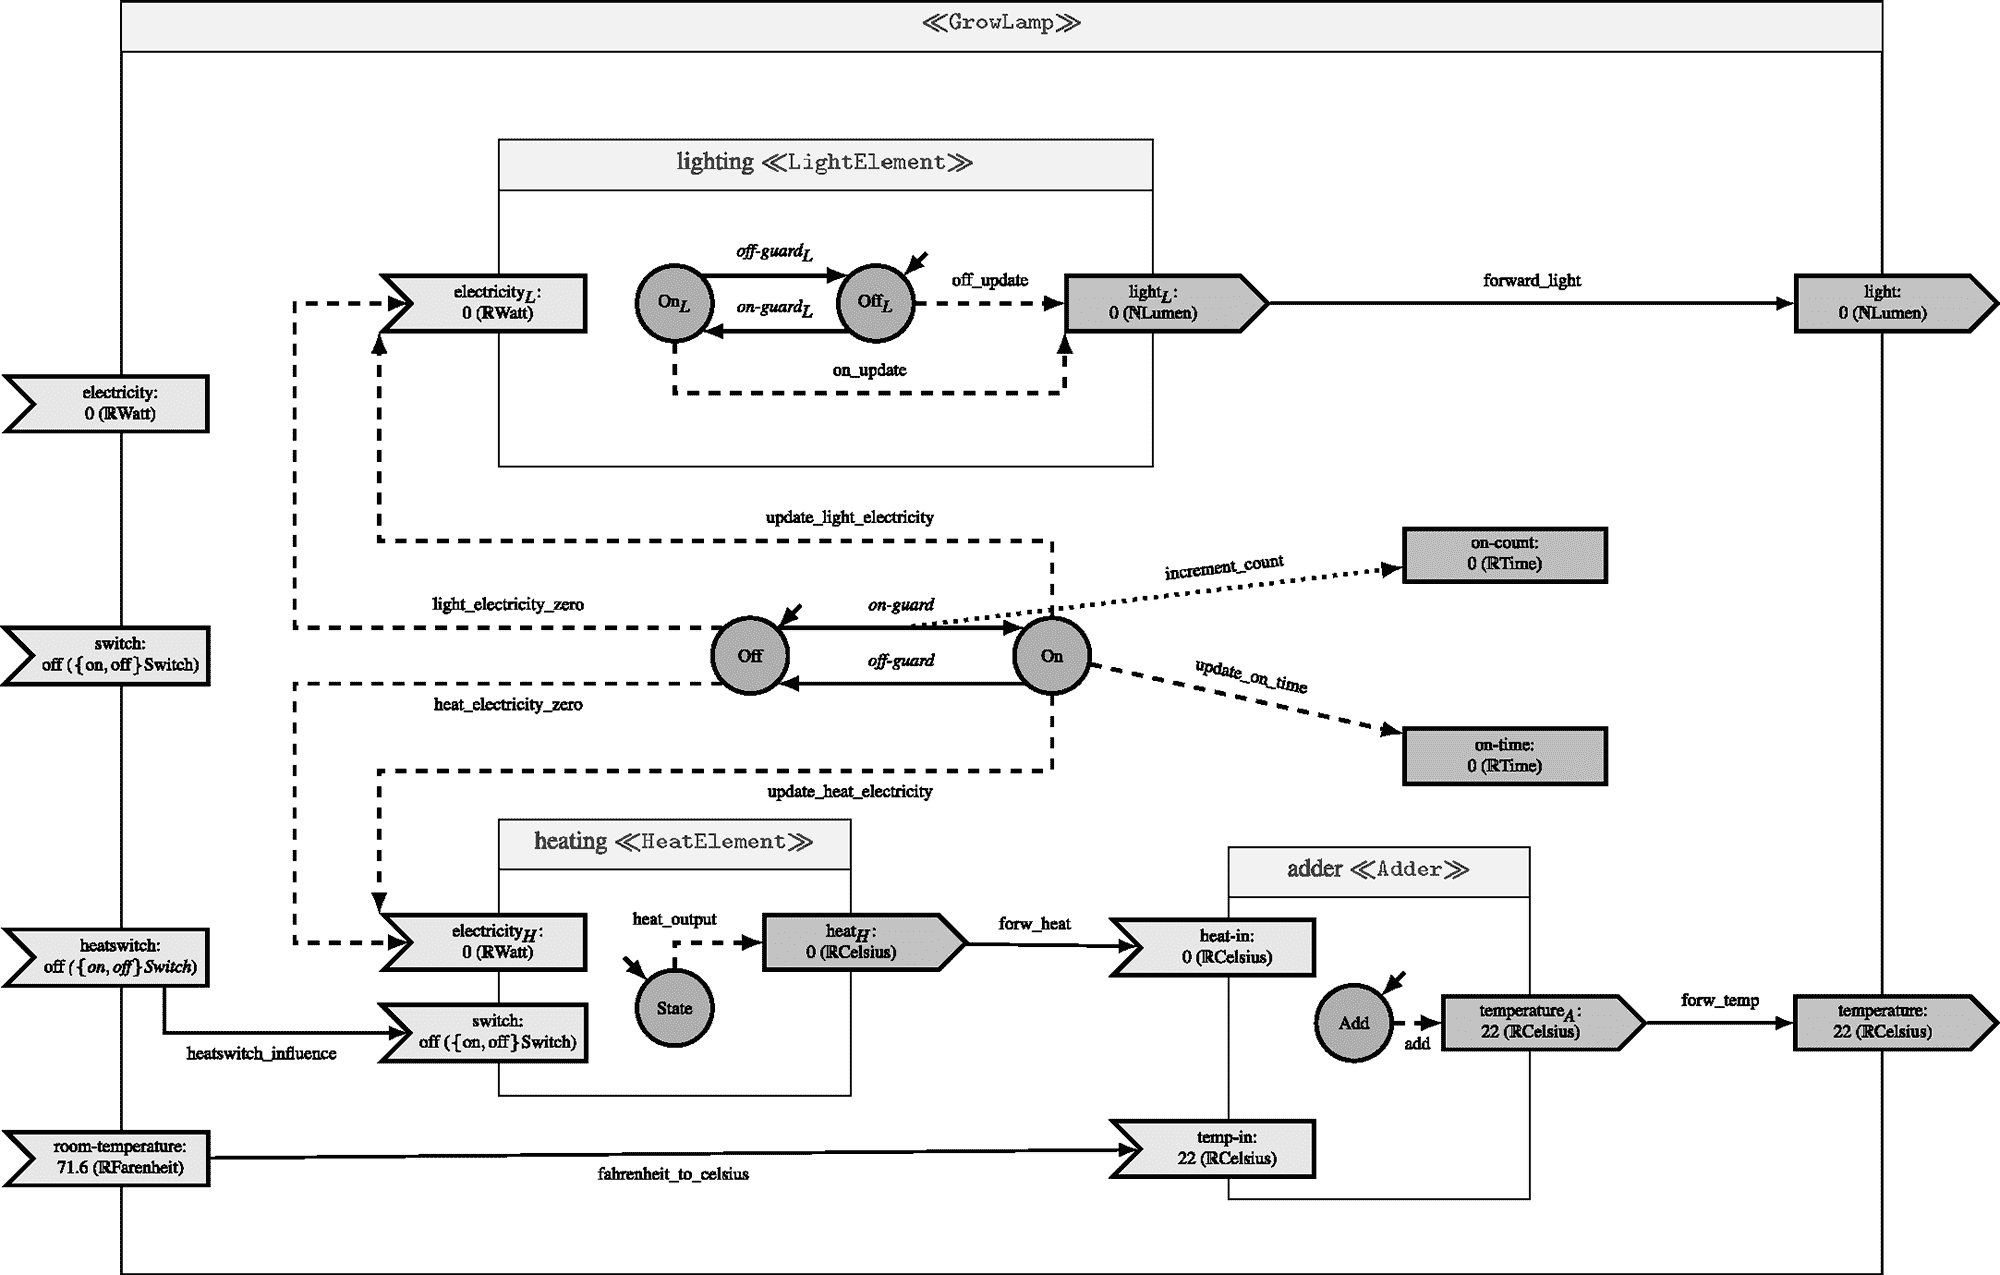 ≪GrowLamp≫
lighting ≪LightElement≫
off-guardL
off_update
forward_light
electricityL:
0 (ℝWatt)
OnL
on-guardL
OffL
lightL:
0 (ℕLumen)
light:
0 (ℕLumen)
on_update
electricity:
0 (ℝWatt)
update_light_electricity
on-count:
0 (ℝTime)
increment_count
light_electricity_zero
on-guard
switch:
off ({on, off}Switch)
Off
On
off-guard
update_on_time
heat_electricity_zero
on-time:
0 (ℝTime)
update_heat_electricity
heating ≪HeatElement≫
adder ≪Adder≫
heat_output
forw_heat
heatswitch:
off ({on, off}Switch)
electricityH:
0 (ℝWatt)
heatH:
0 (ℝCelsius)
heat-in:
0 (ℝCelsius)
State
switch:
off ({on, off}Switch)
heatswitch_influence
Add
add
temperatureA:
22 (ℝCelsius)
forw_temp
temperature:
22 (ℝCelsius)
room-temperature:
71.6 (ℝFarenheit)
fahrenheit_to_celsius
temp-in:
22 (ℝCelsius)